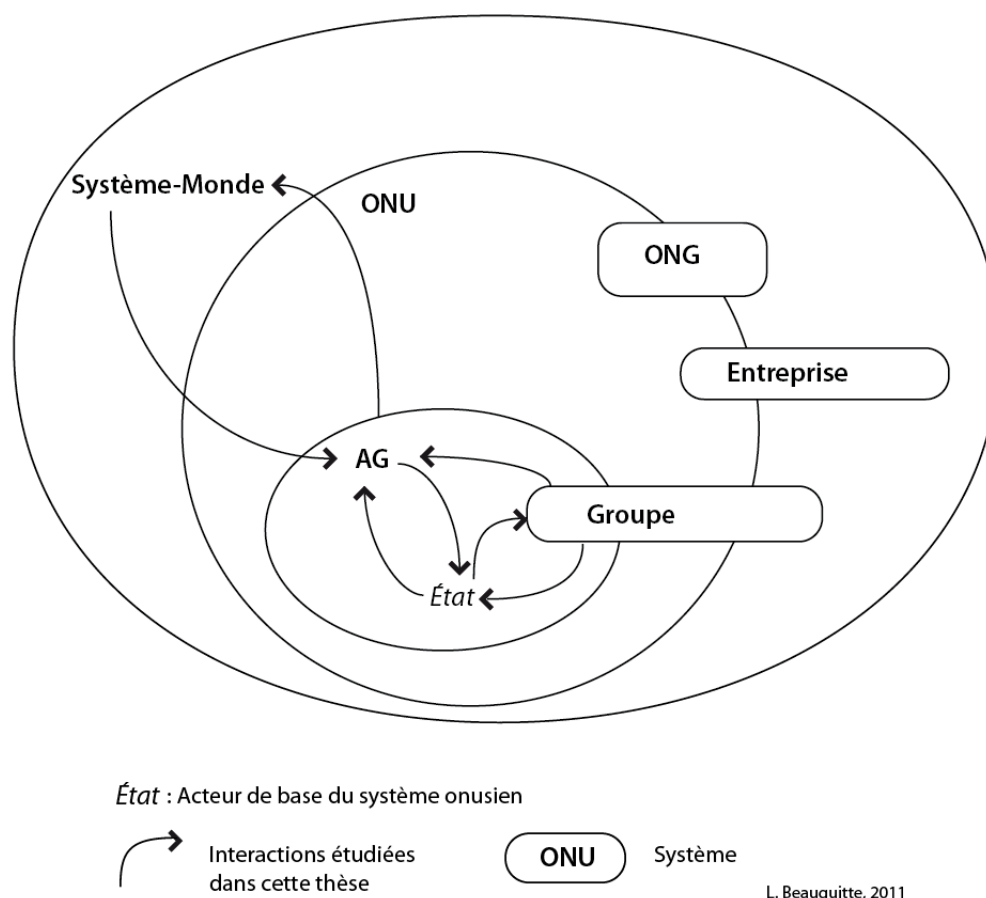 Système-Monde
ONU
ONG
Entreprise
AG
Groupe
État
État : Acteur de base du système onusien
Interactions étudiées
dans cette thèse
ONU
Système
L. Beauguitte, 2011